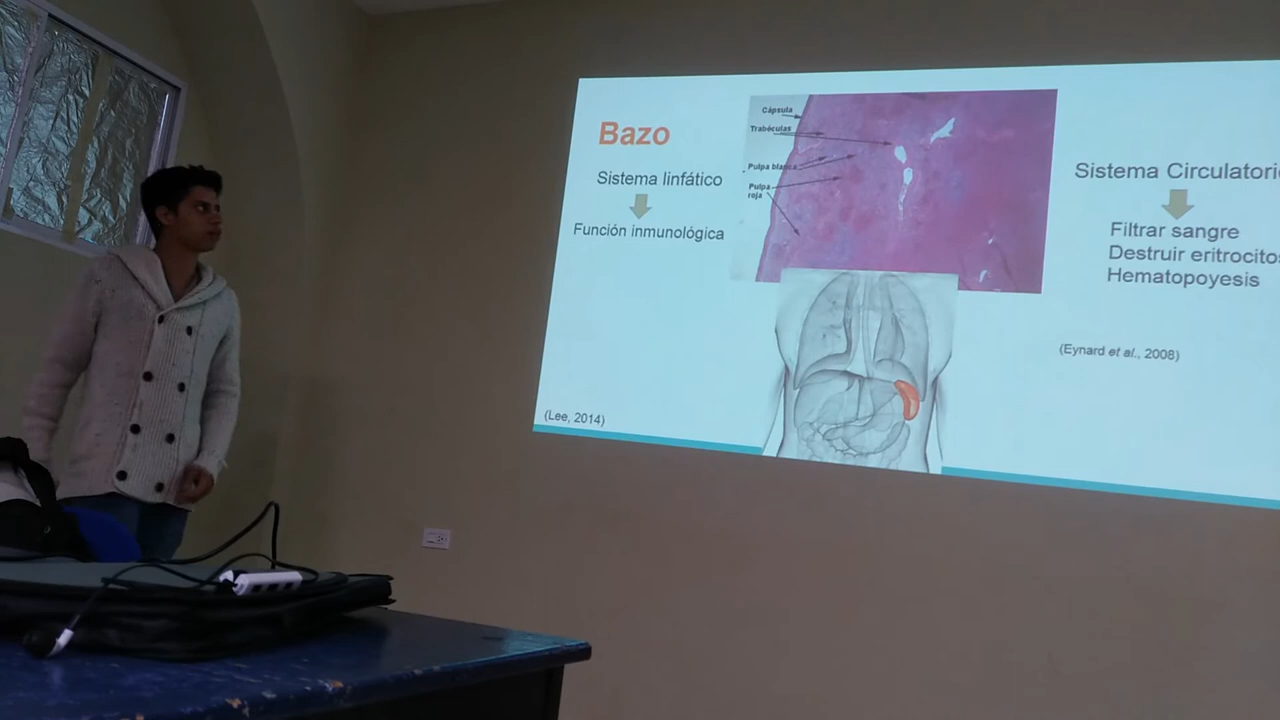 Bazo
Sistema linfático
Función inmunológica
(Lee, 2014)
Cápsula
Trabéculas
Pulpa blanca
Pulpa
roja
Sistema Circulatorio
Filtrar sangre
Destruir eritrocitos
Hematopoyesis
(Eynard et al., 2008)